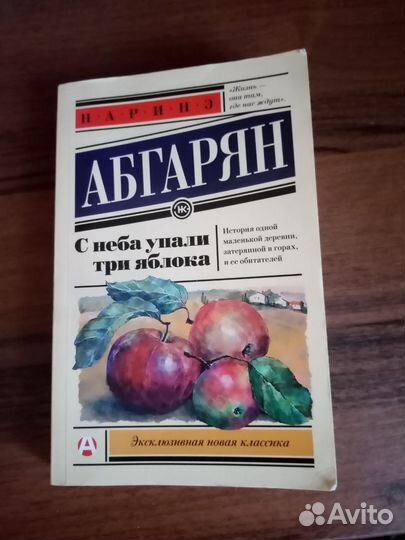 Н·А·Р·И·Н·Э
«Жизнь —
она там,
где нас ждут».
АБГАРЯН
НК
С неба упали
три яблока
История одной
маленькой деревни,
затерянной в горах,
и ее обитателей
Эксклюзивная новая классика
А
Avito